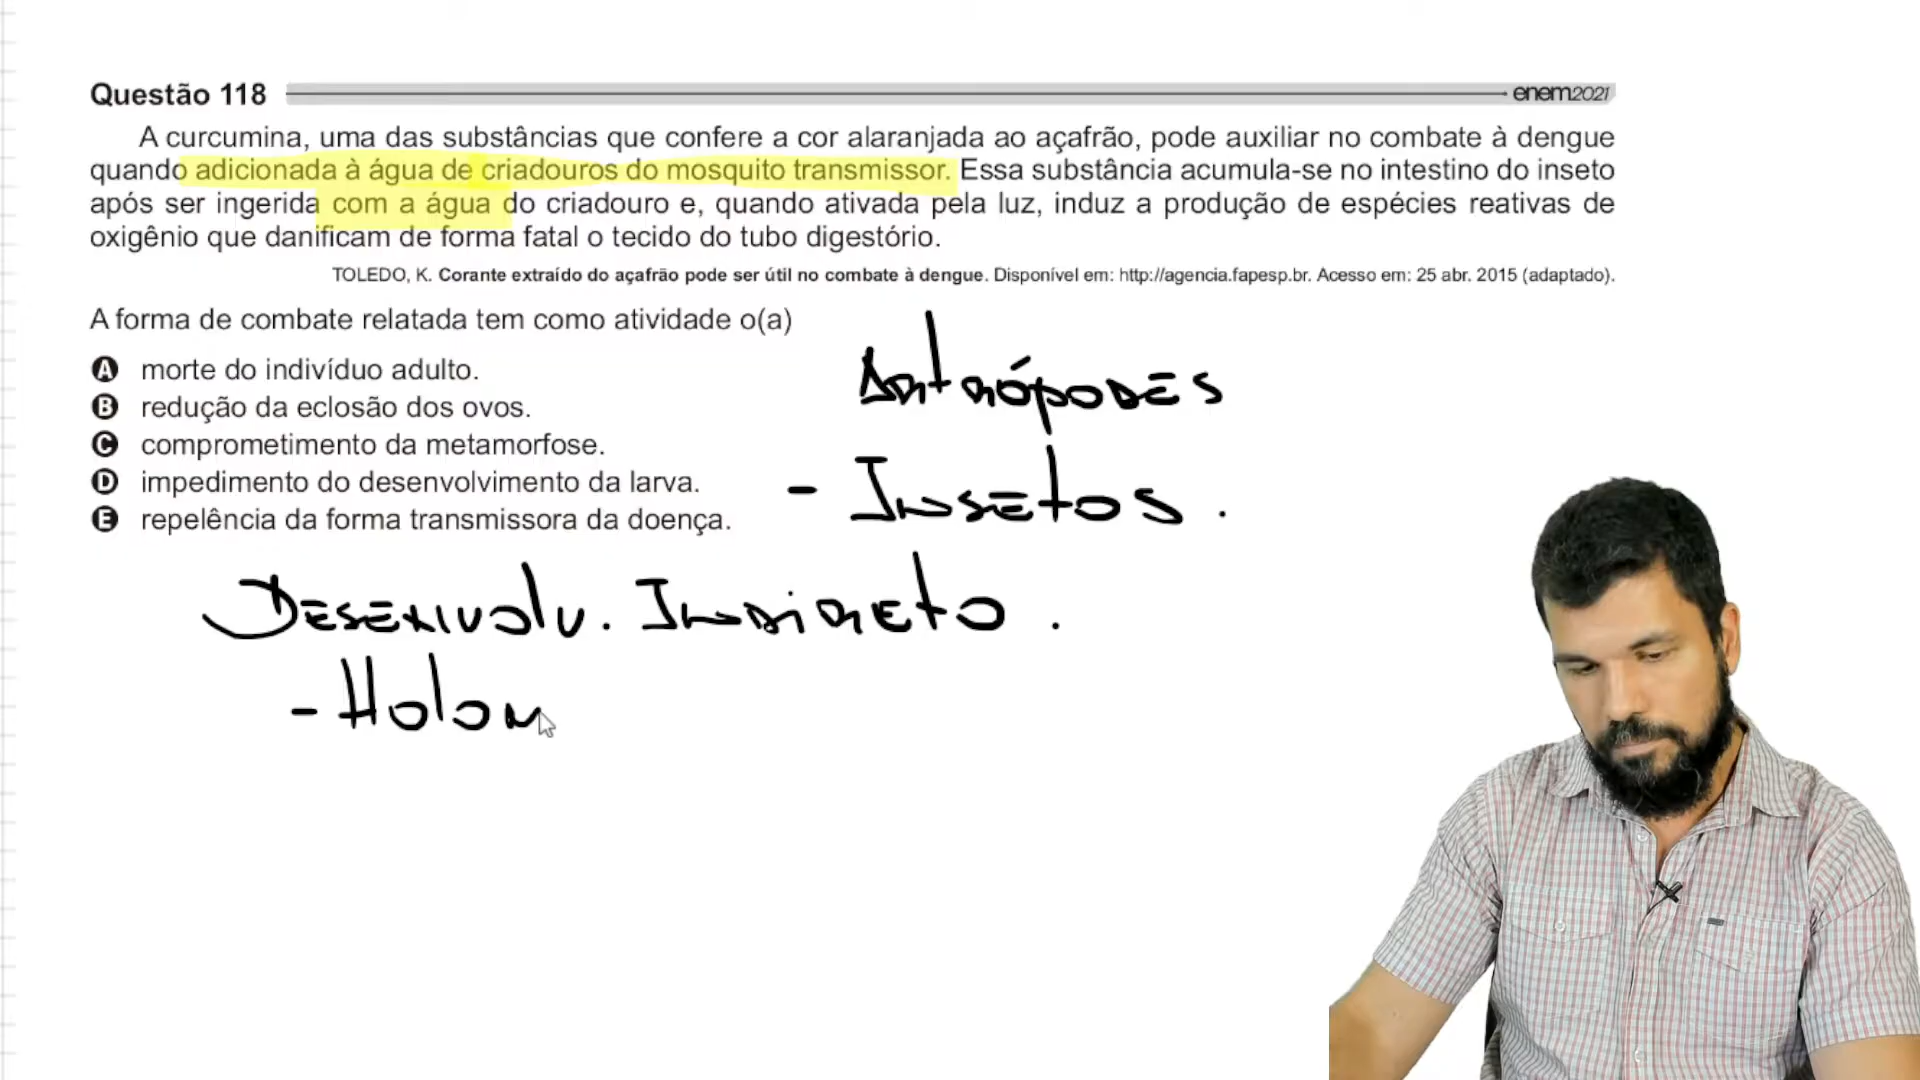 Questão 118
enem2021
A curcumina, uma das substâncias que confere a cor alaranjada ao açafrão, pode auxiliar no combate à dengue
quando adicionada à água de criadouros do mosquito transmissor. Essa substância acumula-se no intestino do inseto
após ser ingerida com a água do criadouro e, quando ativada pela luz, induz a produção de espécies reativas de
oxigênio que danificam de forma fatal o tecido do tubo digestório.
TOLEDO, K. Corante extraído do açafrão pode ser útil no combate à dengue. Disponível em: http://agencia.fapesp.br. Acesso em: 25 abr. 2015 (adaptado).
A forma de combate relatada tem como atividade o(a)
A morte do indivíduo adulto.
B redução da eclosão dos ovos.
C comprometimento da metamorfose.
D impedimento do desenvolvimento da larva.
E repelência da forma transmissora da doença.
Artrópodes
- Insetos.
Desenvolv. Indireto.
- Holom